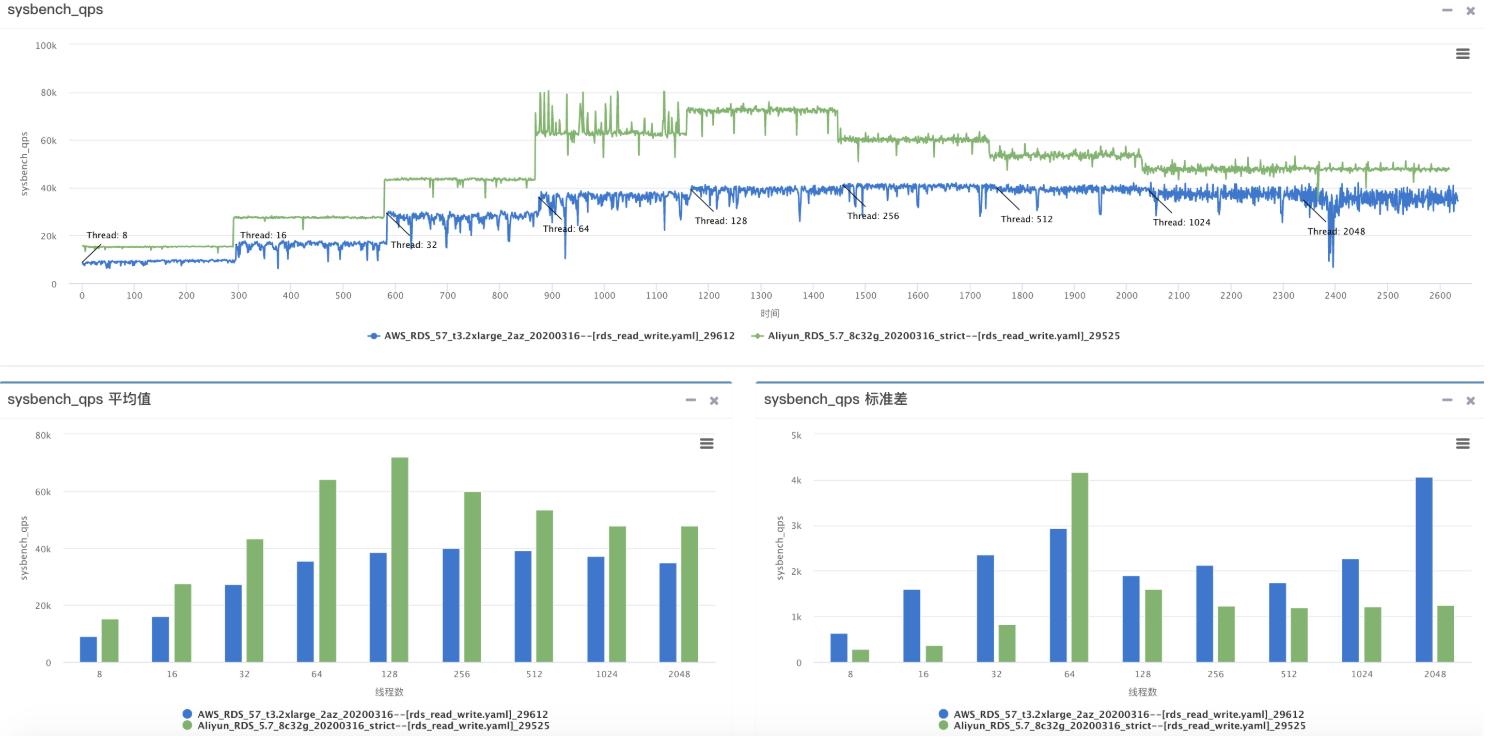 sysbench_qps
100k
80k
60k
40k
20k
0
sysbench_qps
Thread: 8
Thread: 16
Thread: 32
Thread: 64
Thread: 128
Thread: 256
Thread: 512
Thread: 1024
Thread: 2048
0 100 200 300 400 500 600 700 800 900 1000 1100 1200 1300 1400 1500 1600 1700 1800 1900 2000 2100 2200 2300 2400 2500 2600
时间
AWS_RDS_57_t3.2xlarge_2az_20200316--[rds_read_write.yaml]_29612 Aliyun_RDS_5.7_8c32g_20200316_strict--[rds_read_write.yaml]_29525
sysbench_qps 平均值
80k
60k
40k
20k
0
sysbench_qps
8 16 32 64 128 256 512 1024 2048
线程数
AWS_RDS_57_t3.2xlarge_2az_20200316--[rds_read_write.yaml]_29612
Aliyun_RDS_5.7_8c32g_20200316_strict--[rds_read_write.yaml]_29525
sysbench_qps 标准差
5k
4k
3k
2k
1k
0
sysbench_qps
8 16 32 64 128 256 512 1024 2048
线程数
AWS_RDS_57_t3.2xlarge_2az_20200316--[rds_read_write.yaml]_29612
Aliyun_RDS_5.7_8c32g_20200316_strict--[rds_read_write.yaml]_29525